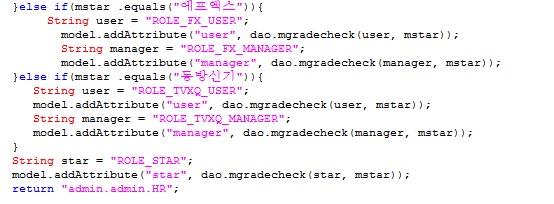 }else if(mstar .equals("에프엑스")){
String user = "ROLE_FX_USER";
model.addAttribute("user", dao.mgradecheck(user, mstar));
String manager = "ROLE_FX_MANAGER";
model.addAttribute("manager", dao.mgradecheck(manager, mstar));
}else if(mstar .equals("동방신기")){
String user = "ROLE_TVXQ_USER";
model.addAttribute("user", dao.mgradecheck(user, mstar));
String manager = "ROLE_TVXQ_MANAGER";
model.addAttribute("manager", dao.mgradecheck(manager, mstar));
}
String star = "ROLE_STAR";
model.addAttribute("star", dao.mgradecheck(star, mstar));
return "admin.admin.HR";